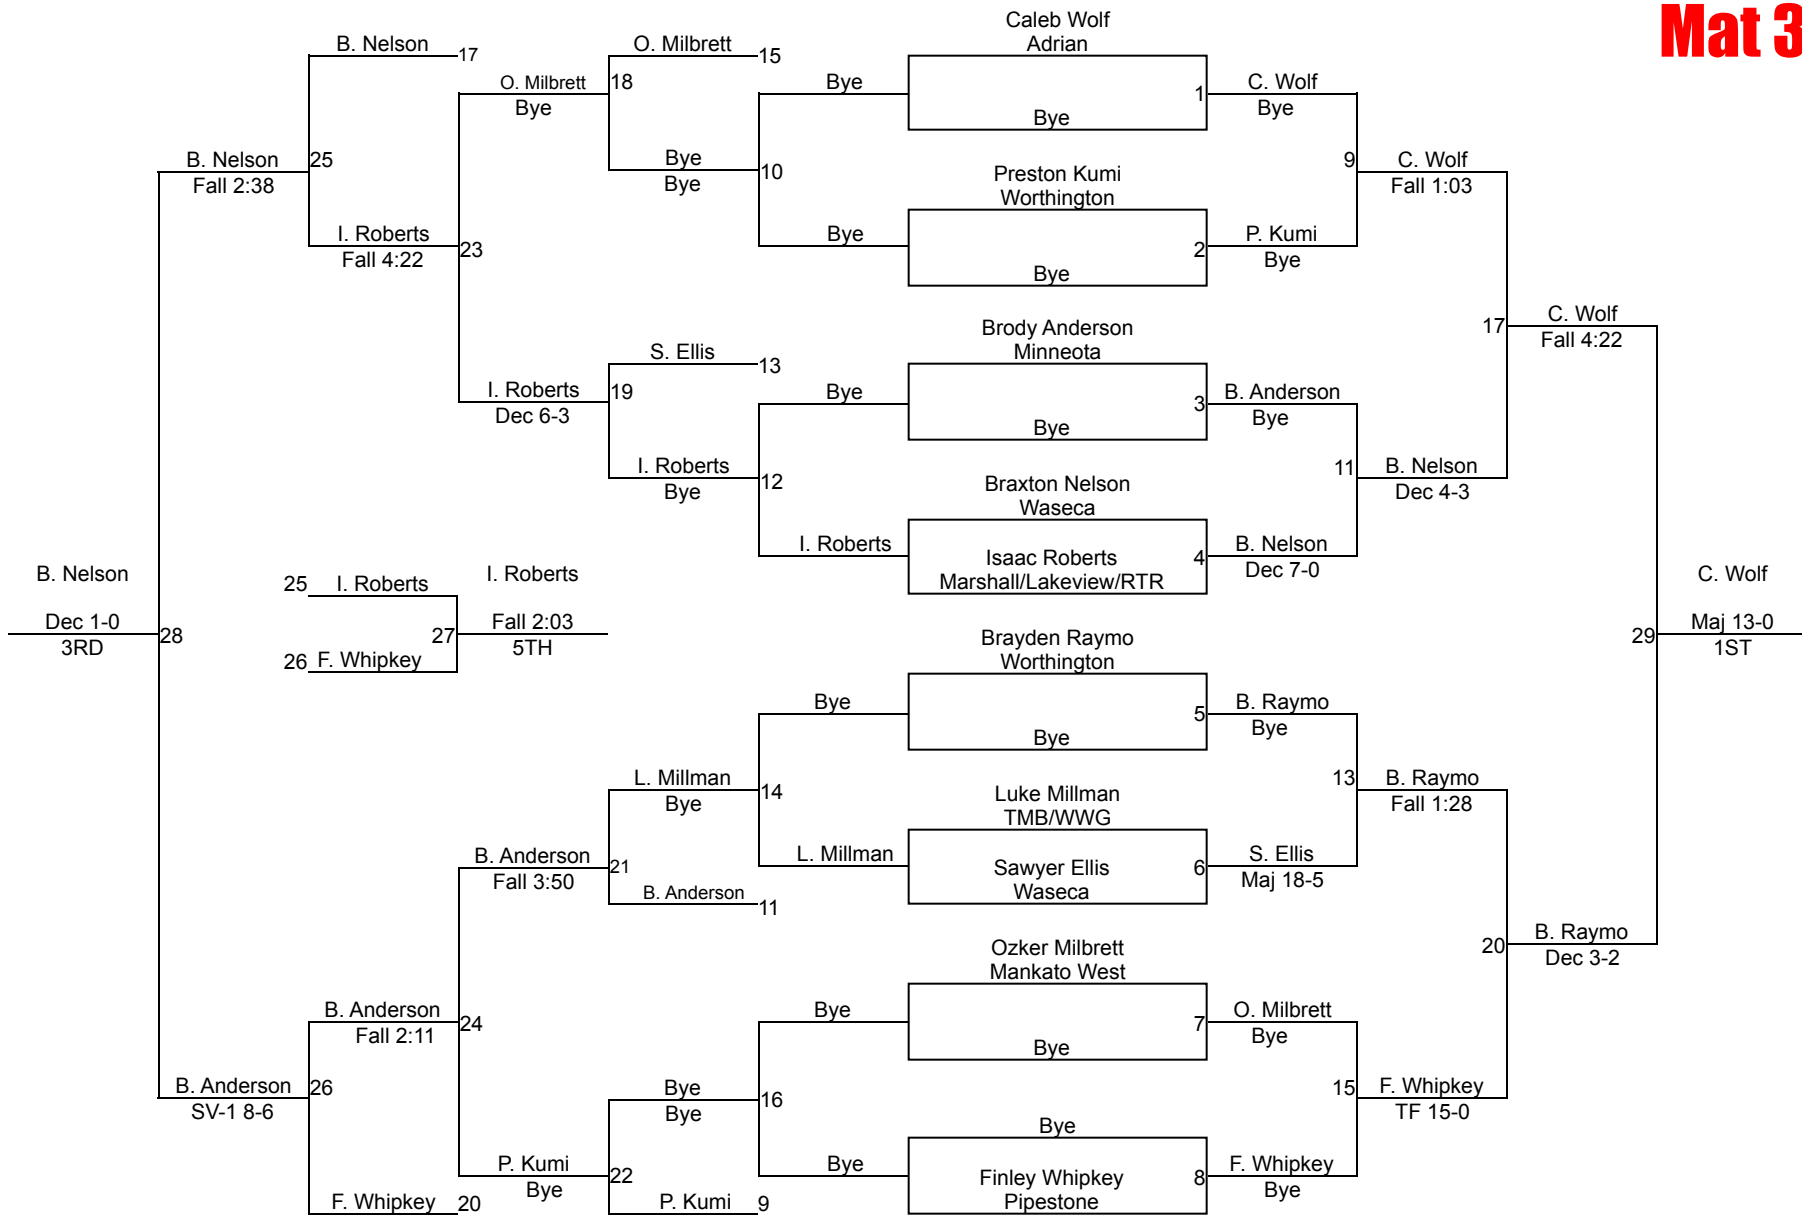 Mat 3
B. Nelson
17
B. Nelson
Fall 2:38
25
I. Roberts
Fall 4:22
23
O. Milbrett
Bye
18
O. Milbrett
15
Bye
Bye
10
Bye
Bye
I. Roberts
Dec 6-3
19
S. Ellis
13
I. Roberts
Bye
12
Bye
I. Roberts
B. Nelson
Dec 1-0
3RD
28
25
I. Roberts
26
F. Whipkey
27
I. Roberts
Fall 2:03
5TH
B. Anderson
SV-1 8-6
26
B. Anderson
Fall 2:11
24
F. Whipkey
20
B. Anderson
Fall 3:50
21
L. Millman
Bye
14
Bye
L. Millman
B. Anderson
11
P. Kumi
Bye
22
Bye
Bye
16
Bye
Bye
P. Kumi
9
Caleb Wolf
Adrian
Bye
1
C. Wolf
Bye
Preston Kumi
Worthington
Bye
2
P. Kumi
Bye
9
C. Wolf
Fall 1:03
Brody Anderson
Minneota
Bye
3
B. Anderson
Bye
Braxton Nelson
Waseca
Isaac Roberts
Marshall/Lakeview/RTR
4
B. Nelson
Dec 7-0
11
B. Nelson
Dec 4-3
17
C. Wolf
Fall 4:22
Brayden Raymo
Worthington
Bye
5
B. Raymo
Bye
Luke Millman
TMB/WWG
Sawyer Ellis
Waseca
6
S. Ellis
Maj 18-5
13
B. Raymo
Fall 1:28
Ozker Milbrett
Mankato West
Bye
7
O. Milbrett
Bye
Bye
Finley Whipkey
Pipestone
8
F. Whipkey
Bye
15
F. Whipkey
TF 15-0
20
B. Raymo
Dec 3-2
29
C. Wolf
Maj 13-0
1ST